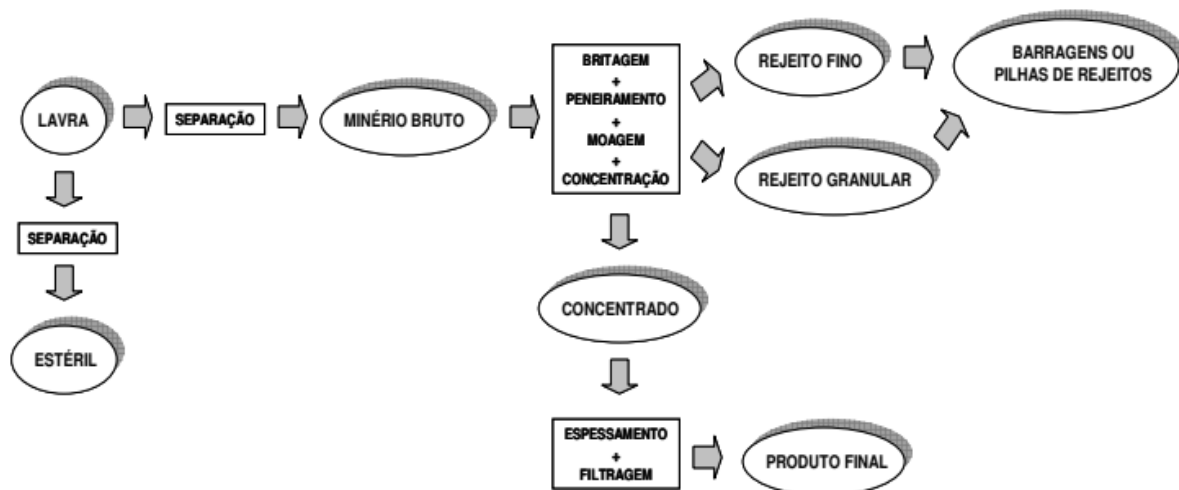 LAVRA
SEPARAÇÃO
MINÉRIO BRUTO
BRITAGEM
+
PENEIRAMENTO
+
MOAGEM
+
CONCENTRAÇÃO
REJEITO FINO
BARRAGENS OU
PILHAS DE REJEITOS
REJEITO GRANULAR
SEPARAÇÃO
ESTÉRIL
CONCENTRADO
ESPESSAMENTO
+
FILTRAGEM
PRODUTO FINAL